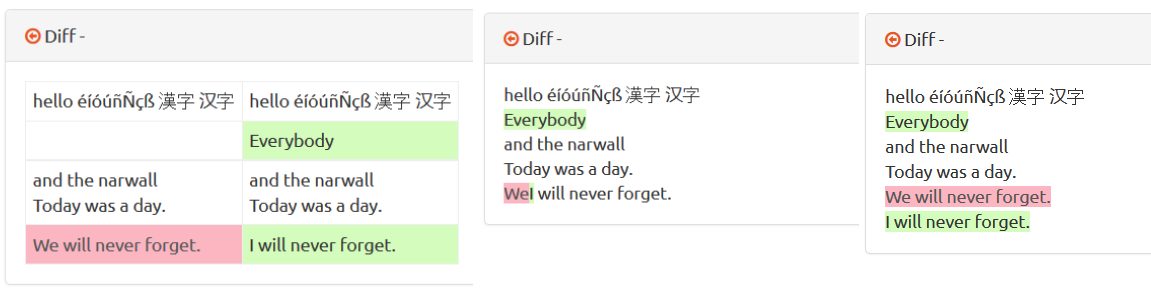 Diff -
hello éíóúñÑçß 漢字 汉字
hello éíóúñÑçß 漢字 汉字
Everybody
and the narwall
Today was a day.
and the narwall
Today was a day.
We will never forget.
I will never forget.
Diff -
hello éíóúñÑçß 漢字 汉字
Everybody
and the narwall
Today was a day.
WeI will never forget.
Diff -
hello éíóúñÑçß 漢字 汉字
Everybody
and the narwall
Today was a day.
We will never forget.
I will never forget.